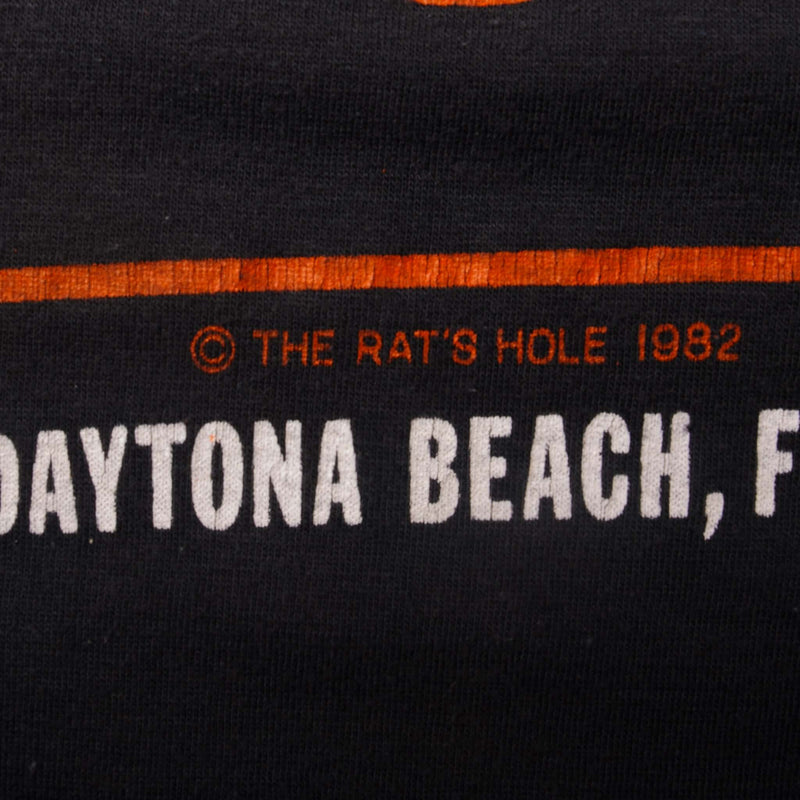 © THE RAT'S HOLE 1982
DAYTONA BEACH, F